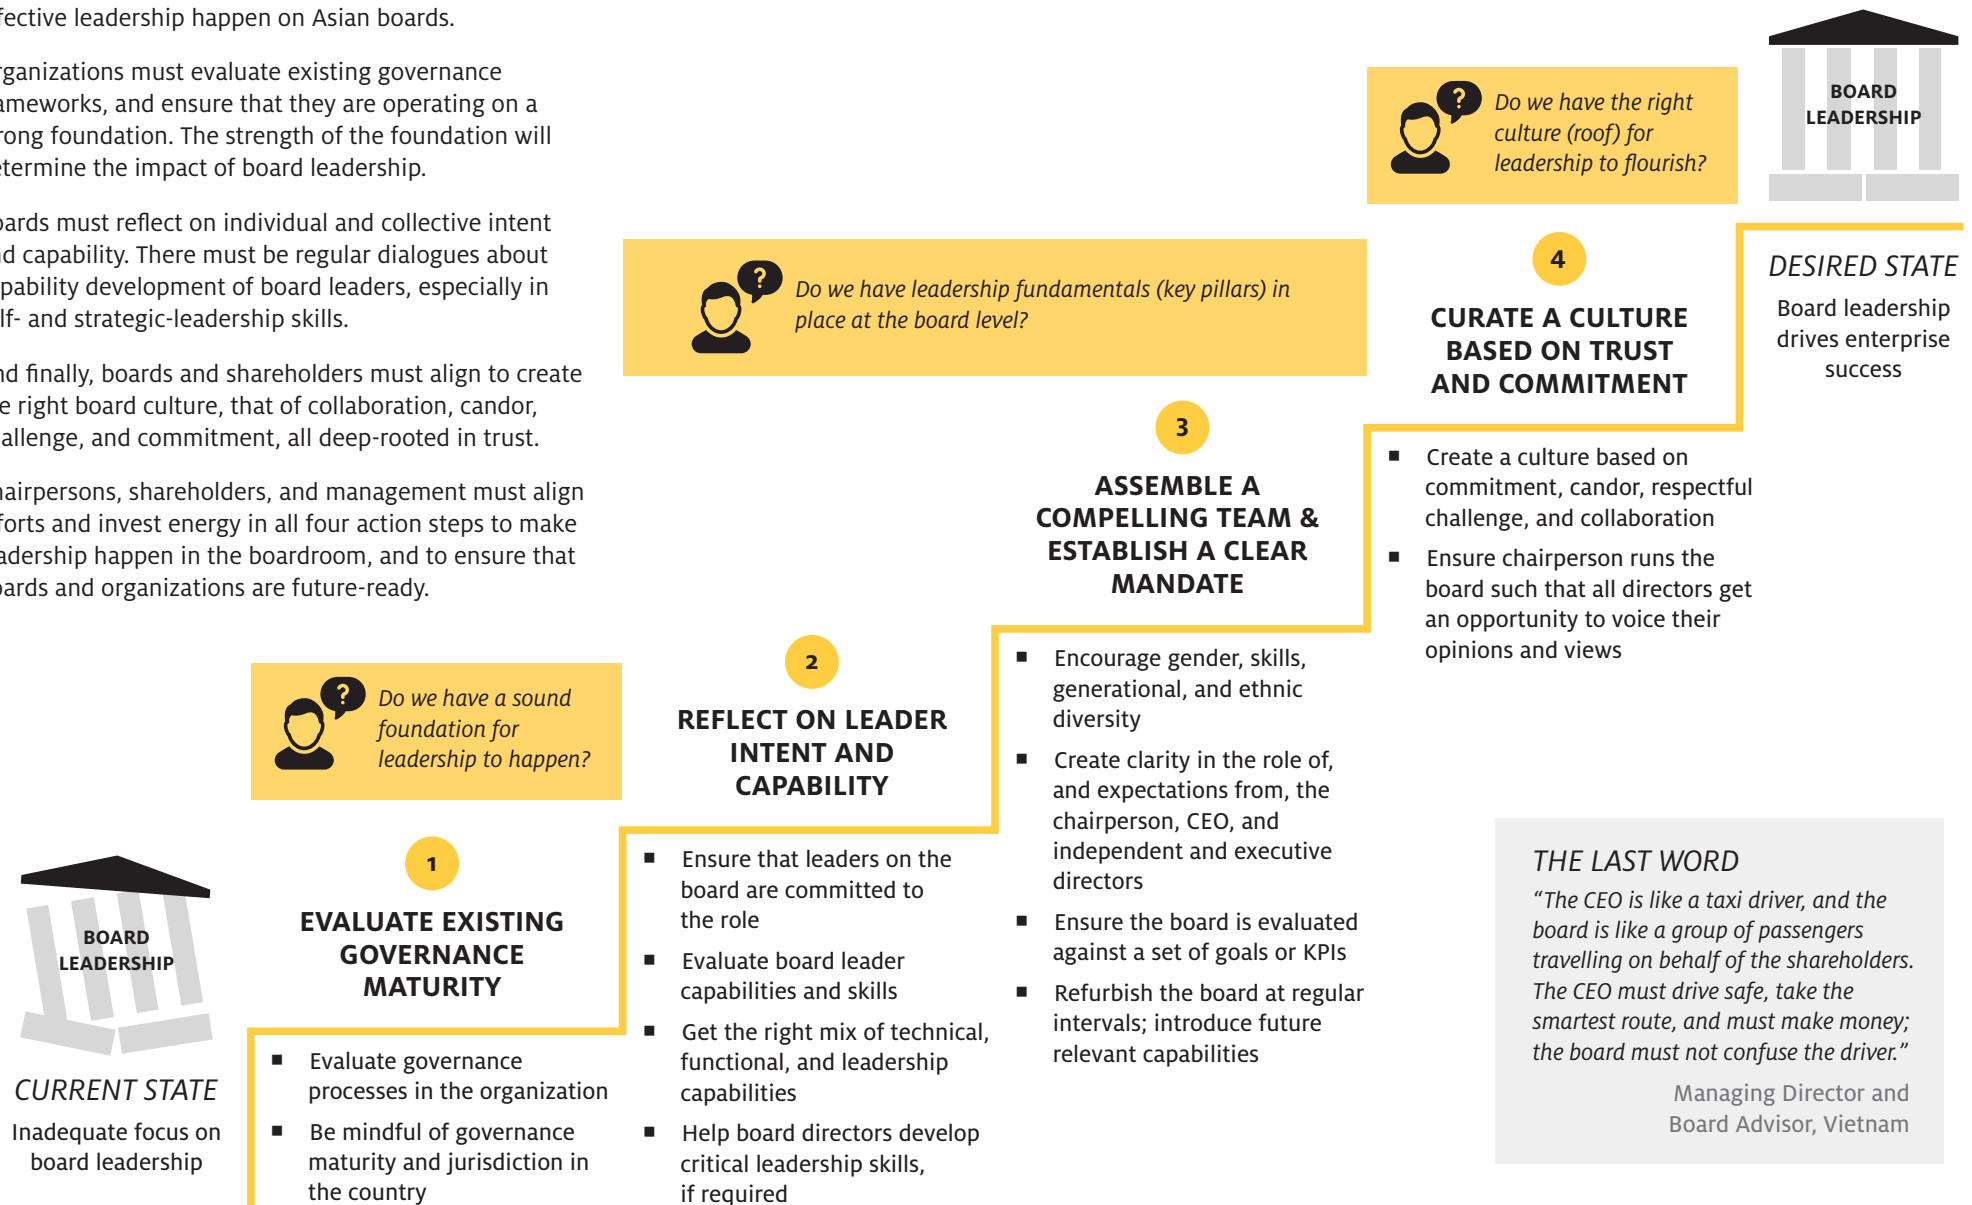 fective leadership happen on Asian boards.
rganizations must evaluate existing governance
ameworks, and ensure that they are operating on a
rong foundation. The strength of the foundation will
etermine the impact of board leadership.
oards must reflect on individual and collective intent
nd capability. There must be regular dialogues about
pability development of board leaders, especially in
lf- and strategic-leadership skills.
nd finally, boards and shareholders must align to create
e right board culture, that of collaboration, candor,
allenge, and commitment, all deep-rooted in trust.
hairpersons, shareholders, and management must align
forts and invest energy in all four action steps to make
adership happen in the boardroom, and to ensure that
oards and organizations are future-ready.
BOARD
LEADERSHIP
CURRENT STATE
Inadequate focus on
board leadership
?
Do we have a sound
foundation for
leadership to happen?
1
EVALUATE EXISTING
GOVERNANCE
MATURITY
■ Evaluate governance
processes in the organization
■ Be mindful of governance
maturity and jurisdiction in
the country
?
Do we have leadership fundamentals (key pillars) in
place at the board level?
2
REFLECT ON LEADER
INTENT AND
CAPABILITY
■ Ensure that leaders on the
board are committed to
the role
■ Evaluate board leader
capabilities and skills
■ Get the right mix of technical,
functional, and leadership
capabilities
■ Help board directors develop
critical leadership skills,
if required
3
ASSEMBLE A
COMPELLING TEAM &
ESTABLISH A CLEAR
MANDATE
■ Encourage gender, skills,
generational, and ethnic
diversity
■ Create clarity in the role of,
and expectations from, the
chairperson, CEO, and
independent and executive
directors
■ Ensure the board is evaluated
against a set of goals or KPIs
■ Refurbish the board at regular
intervals; introduce future
relevant capabilities
?
Do we have the right
culture (roof) for
leadership to flourish?
4
CURATE A CULTURE
BASED ON TRUST
AND COMMITMENT
■ Create a culture based on
commitment, candor, respectful
challenge, and collaboration
■ Ensure chairperson runs the
board such that all directors get
an opportunity to voice their
opinions and views
BOARD
LEADERSHIP
DESIRED STATE
Board leadership
drives enterprise
success
THE LAST WORD
“The CEO is like a taxi driver, and the
board is like a group of passengers
travelling on behalf of the shareholders.
The CEO must drive safe, take the
smartest route, and must make money;
the board must not confuse the driver.”
Managing Director and
Board Advisor, Vietnam